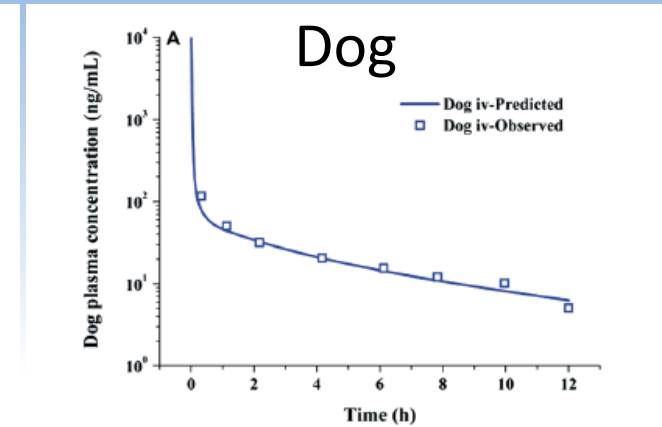 Dog
A
Dog iv-Predicted
Dog iv-Observed
Dog plasma concentration (ng/mL)
10⁴
10³
10²
10¹
10⁰
0 2 4 6 8 10 12
Time (h)